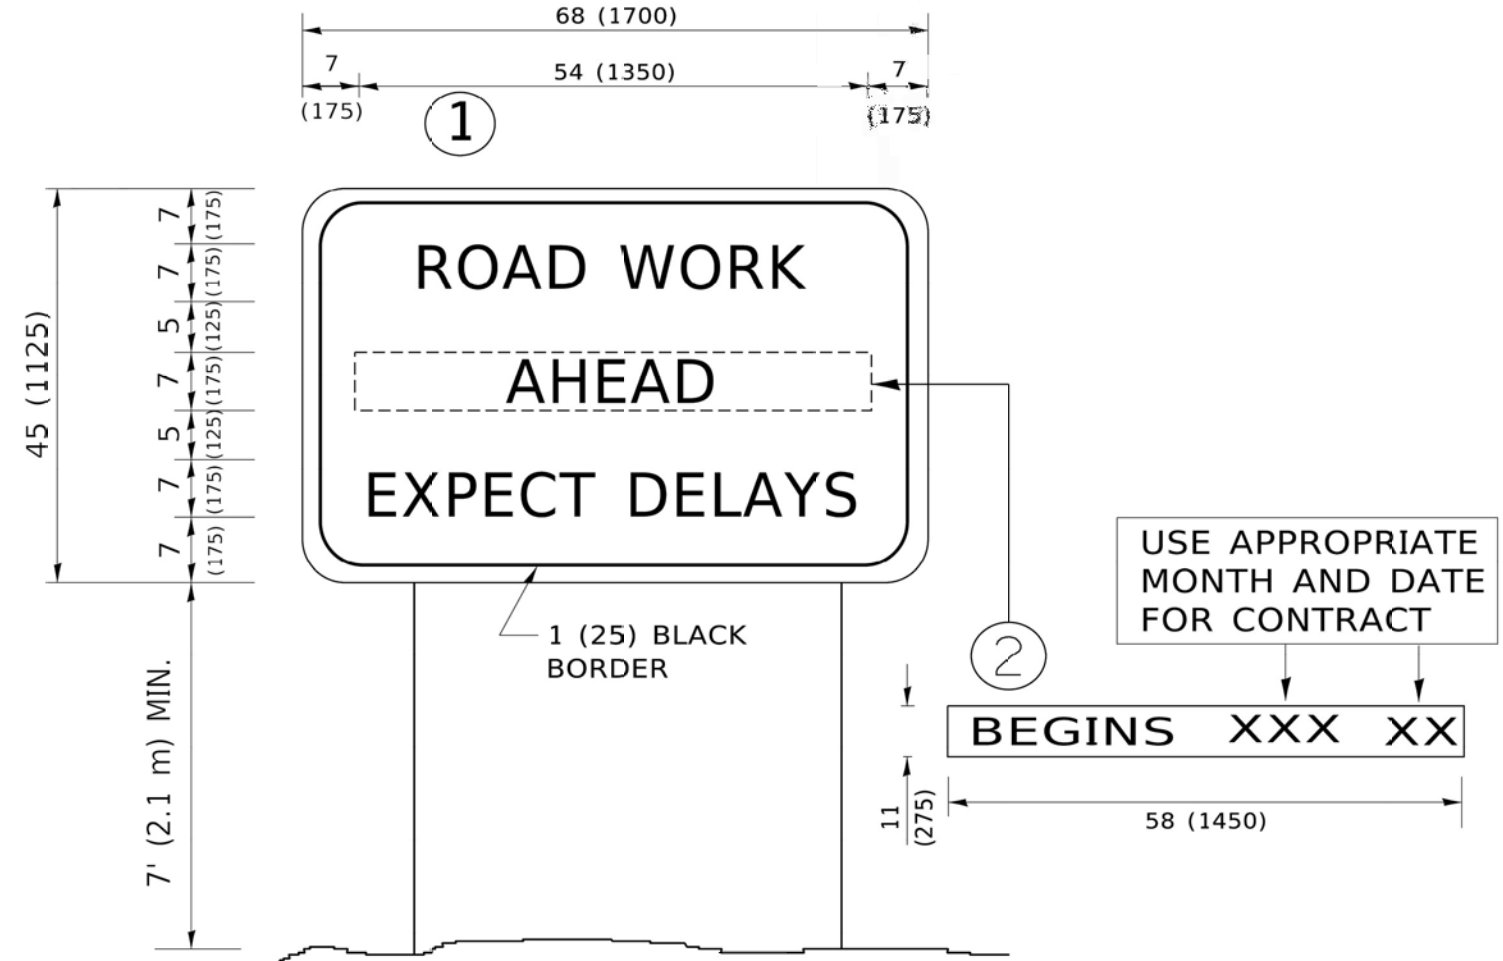 68 (1700)
7 54 (1350) 7
(175) (175)
1
7 (175)
7 (175)
5 (125)
7 (175)
5 (125)
7 (175)
7 (175)
45 (1125)
ROAD WORK
AHEAD
EXPECT DELAYS
1 (25) BLACK
BORDER
7' (2.1 m) MIN.
USE APPROPRIATE
MONTH AND DATE
FOR CONTRACT
2
BEGINS XXX XX
11
(275)
58 (1450)